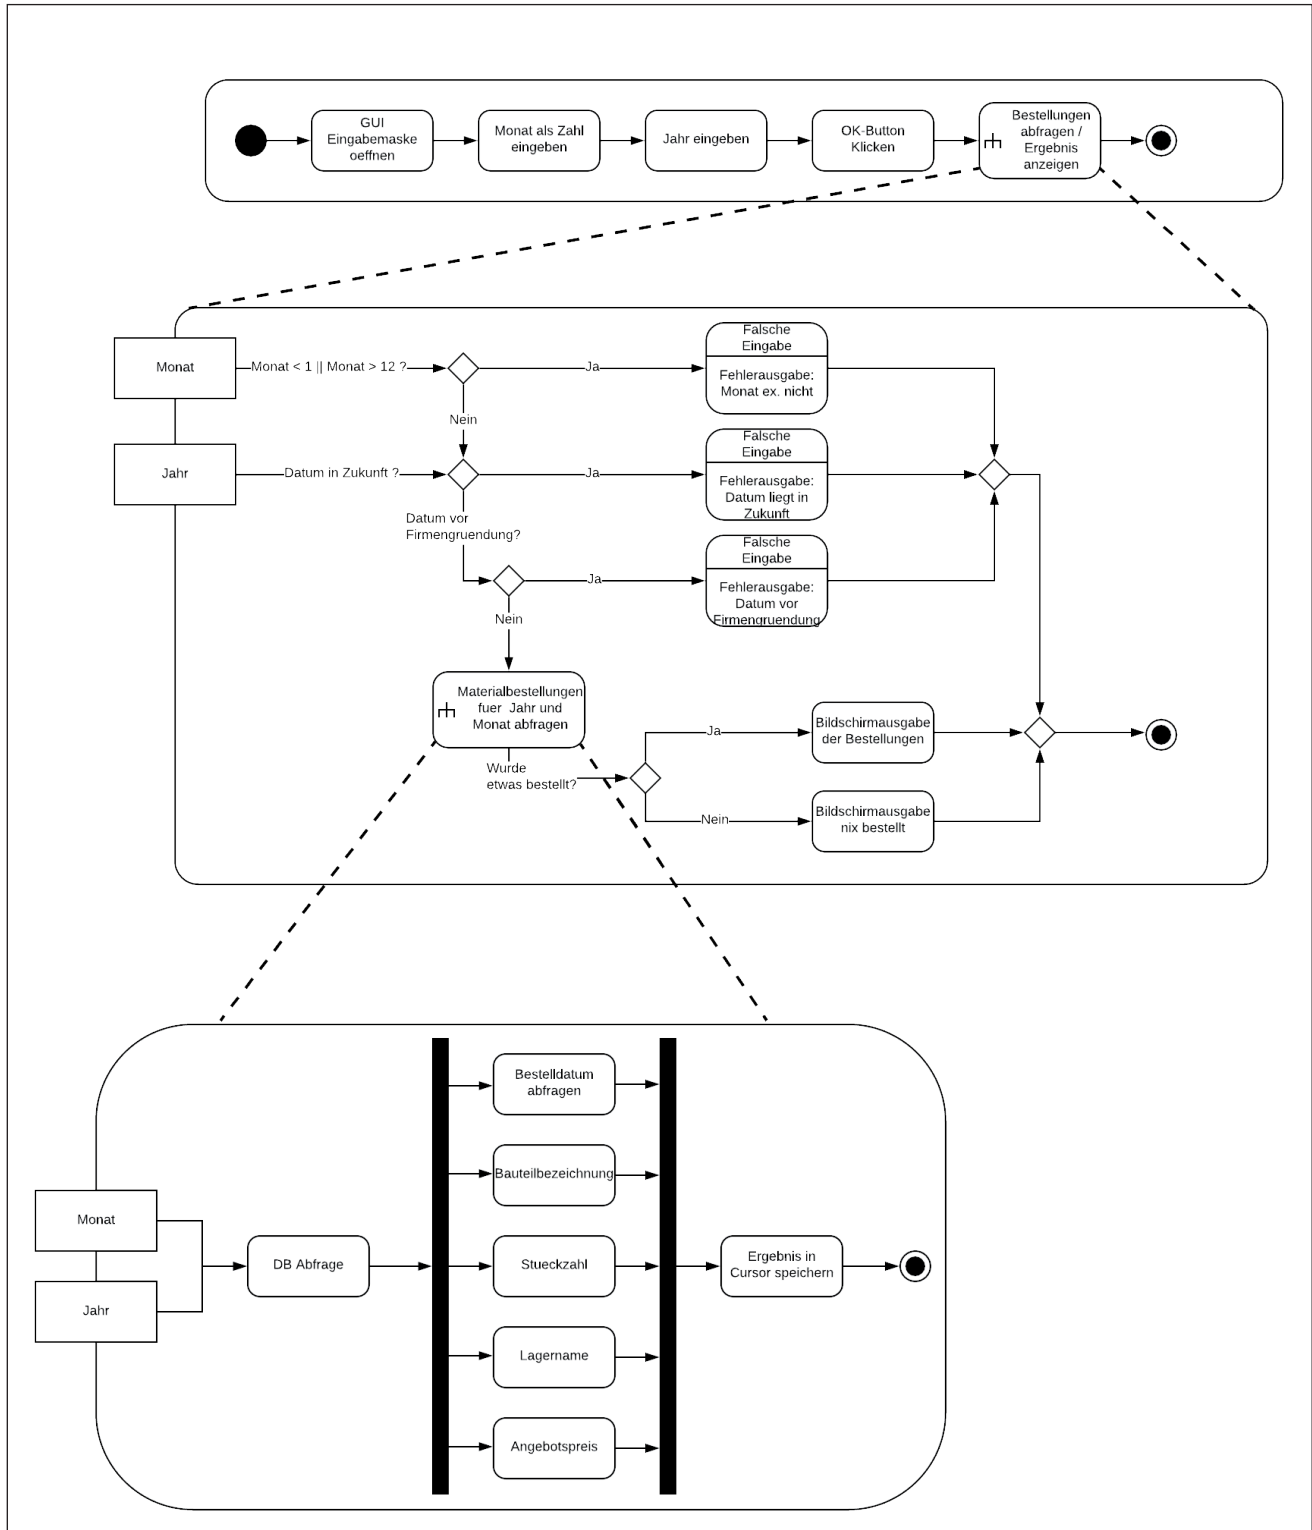 GUI
Eingabemaske
oeffnen
Monat als Zahl
eingeben
Jahr eingeben
OK-Button
Klicken
Bestellungen
abfragen /
Ergebnis
anzeigen
Monat
Monat < 1 || Monat > 12 ?
Ja
Falsche
Eingabe
Fehlerausgabe:
Monat ex. nicht
Nein
Jahr
Datum in Zukunft ?
Ja
Falsche
Eingabe
Fehlerausgabe:
Datum liegt in
Zukunft
Datum vor
Firmengruendung?
Ja
Falsche
Eingabe
Fehlerausgabe:
Datum vor
Firmengruendung
Nein
Materialbestellungen
fuer Jahr und
Monat abfragen
Wurde
etwas bestellt?
Ja
Bildschirmausgabe
der Bestellungen
Nein
Bildschirmausgabe
nix bestellt
Monat
Jahr
DB Abfrage
Bestelldatum
abfragen
Bauteilbezeichnung
Stueckzahl
Lagername
Angebotspreis
Ergebnis in
Cursor speichern